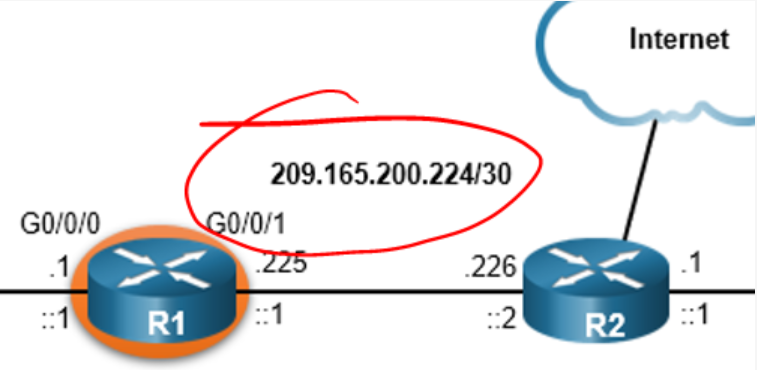 Internet
209.165.200.224/30
G0/0/0
G0/0/1
.1
.225
.226
.1
::1
R1
::1
::2
R2
::1